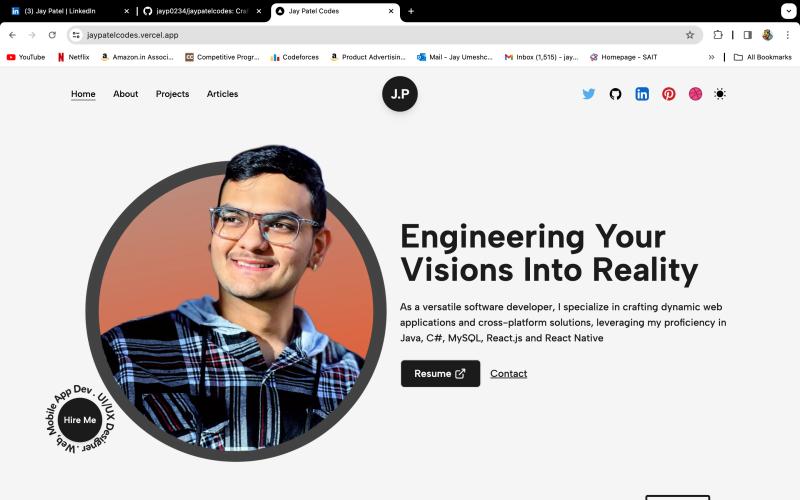 (3) Jay Patel | LinkedIn
jayp0234/jaypatelcodes: Cra
Jay Patel Codes
jaypatelcodes.vercel.app
YouTube
Netflix
Amazon.in Associ...
Competitive Progr...
Codeforces
Product Advertisin...
Mail - Jay Umeshc...
Inbox (1,515) - jay...
Homepage - SAIT
All Bookmarks
Home
About
Projects
Articles
J.P
Engineering Your
Visions Into Reality
As a versatile software developer, I specialize in crafting dynamic web
applications and cross-platform solutions, leveraging my proficiency in
Java, C#, MySQL, React.js and React Native
Resume
Contact
Web, Mobile App Dev . UI/UX Designer .
Hire Me